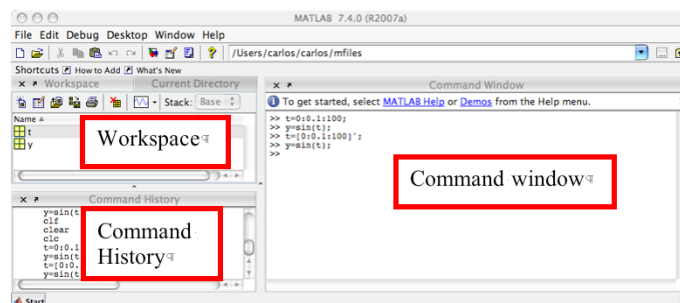 MATLAB 7.4.0 (R2007a)
File Edit Debug Desktop Window Help
/Users/carlos/carlos/mfiles
Shortcuts How to Add What's New
Workspace Current Directory
Stack: Base
Name
t
y
Workspace
Command History
y=sin(t
clf
clear
clc
t=0:0.1
y=sin(t
t=[0:0.
y=sin(t
Command
History
Command Window
To get started, select MATLAB Help or Demos from the Help menu.
>> t=0:0.1:100;
>> y=sin(t);
>> t=[0:0.1:100]';
>> y=sin(t);
>>
Command window
Start